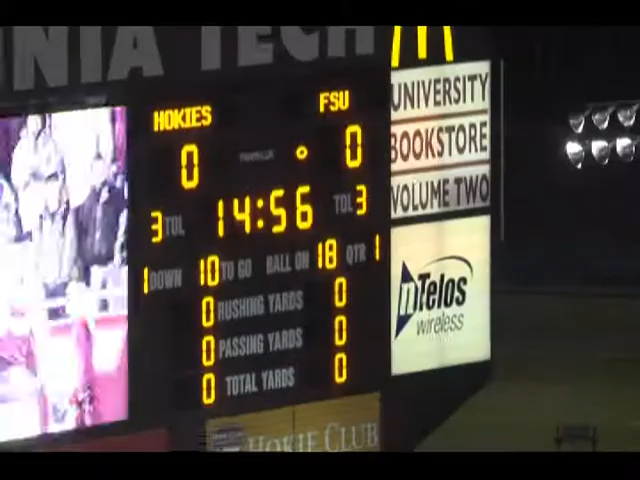 NIA TECH
HOKIES FSU
0 0
3 TOL 14:56 TOL 3
1 DOWN 10 TO GO BALL ON 18 QTR 1
0 RUSHING YARDS 0
0 PASSING YARDS 0
0 TOTAL YARDS 0
HOKIE CLUB
UNIVERSITY
BOOKSTORE
VOLUME TWO
nTelos
wireless